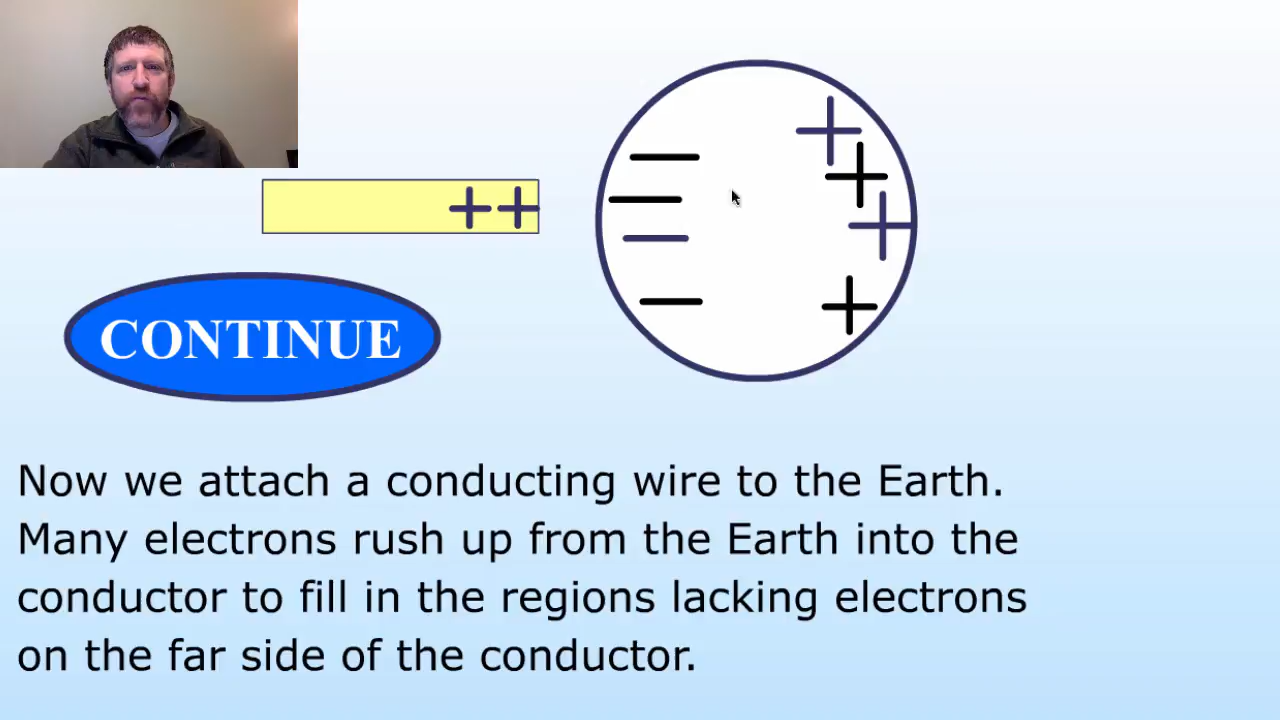 ++
CONTINUE
Now we attach a conducting wire to the Earth.
Many electrons rush up from the Earth into the
conductor to fill in the regions lacking electrons
on the far side of the conductor.